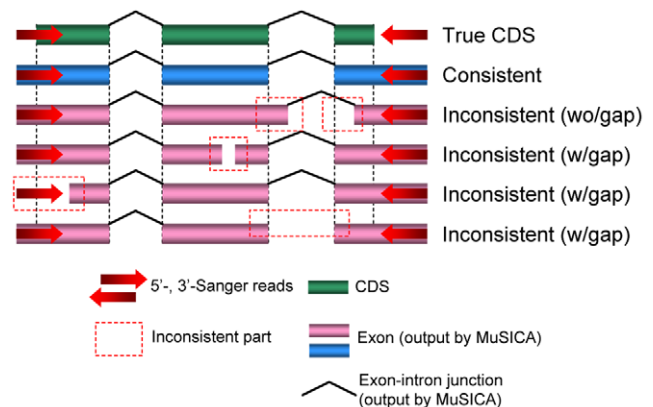 True CDS
Consistent
Inconsistent (wo/gap)
Inconsistent (w/gap)
Inconsistent (w/gap)
Inconsistent (w/gap)
5'-, 3'-Sanger reads
CDS
Inconsistent part
Exon (output by MuSICA)
Exon-intron junction
(output by MuSICA)